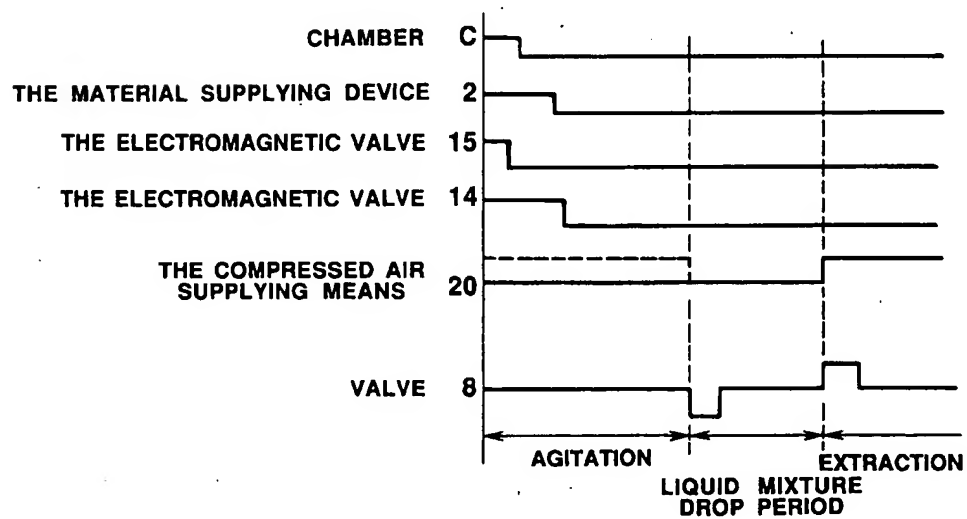 CHAMBER C
THE MATERIAL SUPPLYING DEVICE 2
THE ELECTROMAGNETIC VALVE 15
THE ELECTROMAGNETIC VALVE 14
THE COMPRESSED AIR
SUPPLYING MEANS 20
VALVE 8
AGITATION
LIQUID MIXTURE
DROP PERIOD
EXTRACTION